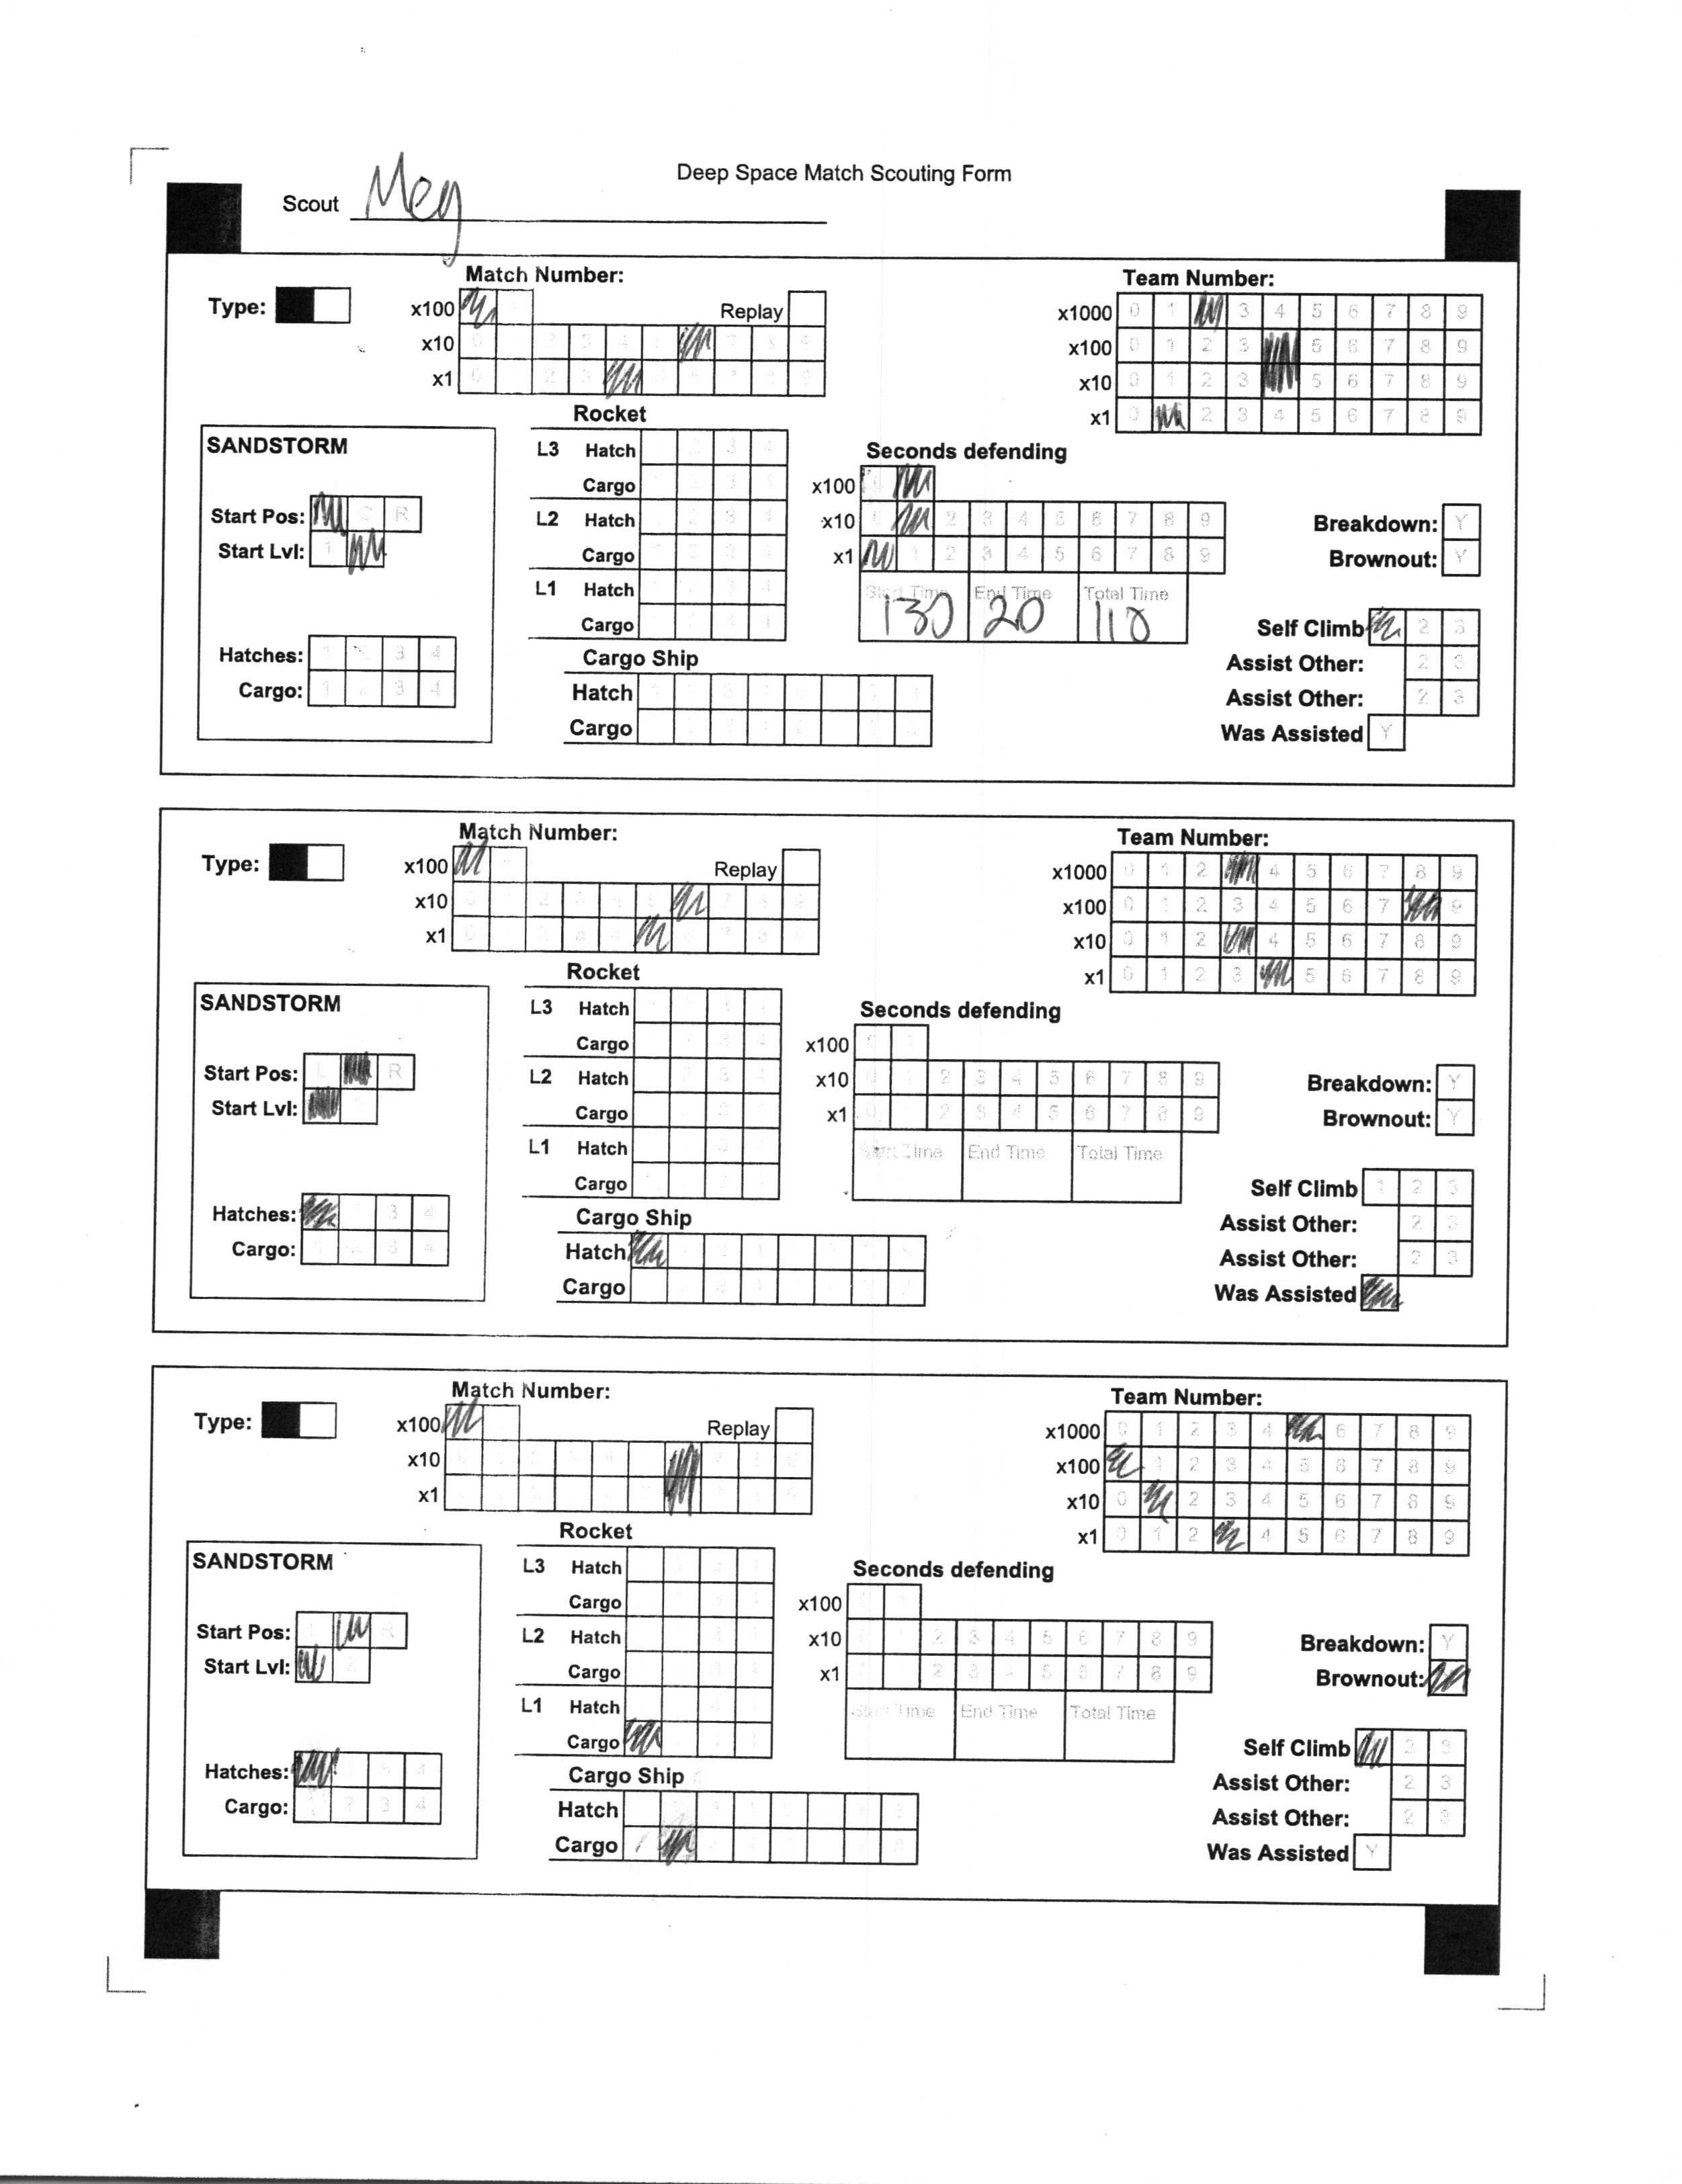 Deep Space Match Scouting Form
Scout Meg
Match Number:
Team Number:
Type:
x100
Replay
x10
x1
x1000 0 1 3 4 5 6 7 8 9
x100 0 1 2 3 5 6 7 8 9
x10 0 1 2 3 5 6 7 8 9
x1 0 2 3 4 5 6 7 8 9
SANDSTORM
Start Pos: C R
Start Lvl: 1
Hatches: 1 2 3 4
Cargo: 1 2 3 4
Rocket
L3 Hatch
Cargo
L2 Hatch
Cargo
L1 Hatch
Cargo
Cargo Ship
Hatch
Cargo
Seconds defending
x100
x10 2 3 4 5 6 7 8 9
x1 1 2 3 4 5 6 7 8 9
Start Time End Time Total Time
130 20 110
Breakdown: Y
Brownout: Y
Self Climb 2 3
Assist Other: 2 3
Assist Other: 2 3
Was Assisted Y
Match Number:
Team Number:
Type:
x100
Replay
x10
x1
x1000 0 1 2 4 5 6 7 8 9
x100 0 1 2 3 4 5 6 7 9
x10 0 1 2 4 5 6 7 8 9
x1 0 1 2 3 5 6 7 8 9
SANDSTORM
Start Pos: L R
Start Lvl:
Hatches: 3 4
Cargo: 1 2 3 4
Rocket
L3 Hatch
Cargo
L2 Hatch
Cargo
L1 Hatch
Cargo
Cargo Ship
Hatch
Cargo
Seconds defending
x100
x10 2 3 4 5 6 7 8 9
x1 2 3 4 5 6 7 8 9
Start Time End Time Total Time
Breakdown: Y
Brownout: Y
Self Climb 1 2 3
Assist Other: 2 3
Assist Other: 2 3
Was Assisted
Match Number:
Team Number:
Type:
x100
Replay
x10
x1
x1000 0 1 2 3 4 6 7 8 9
x100 1 2 3 4 5 6 7 8 9
x10 0 2 3 4 5 6 7 8 9
x1 0 1 2 4 5 6 7 8 9
SANDSTORM
Start Pos: R
Start Lvl:
Hatches: 3 4
Cargo: 1 2 3 4
Rocket
L3 Hatch
Cargo
L2 Hatch
Cargo
L1 Hatch
Cargo
Cargo Ship
Hatch
Cargo
Seconds defending
x100
x10 2 3 4 5 6 7 8 9
x1 2 3 4 5 6 7 8 9
Start Time End Time Total Time
Breakdown: Y
Brownout:
Self Climb 2 3
Assist Other: 2 3
Assist Other: 2 3
Was Assisted Y